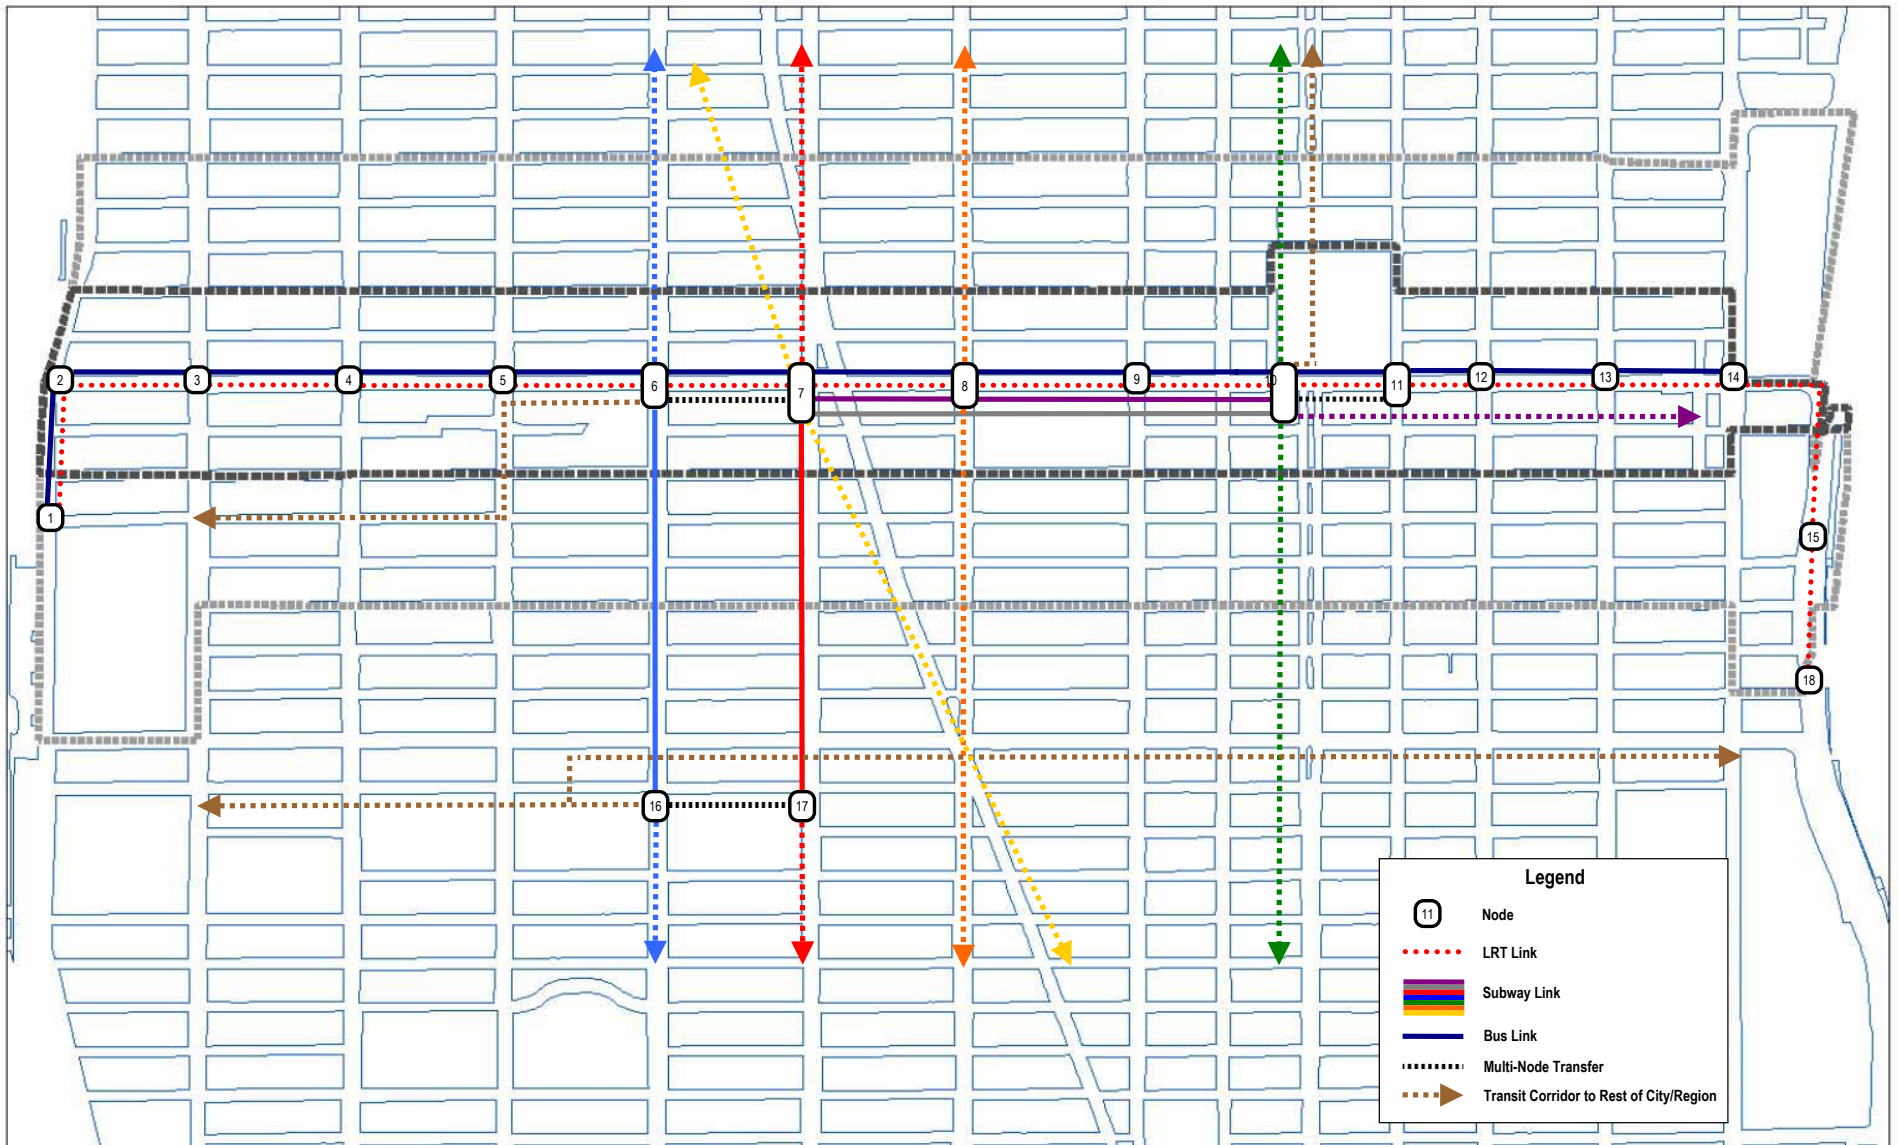 2
3
4
5
6
7
8
9
10
11
12
13
14
1
15
18
16
17
Legend
11 Node
LRT Link
Subway Link
Bus Link
Multi-Node Transfer
Transit Corridor to Rest of City/Region